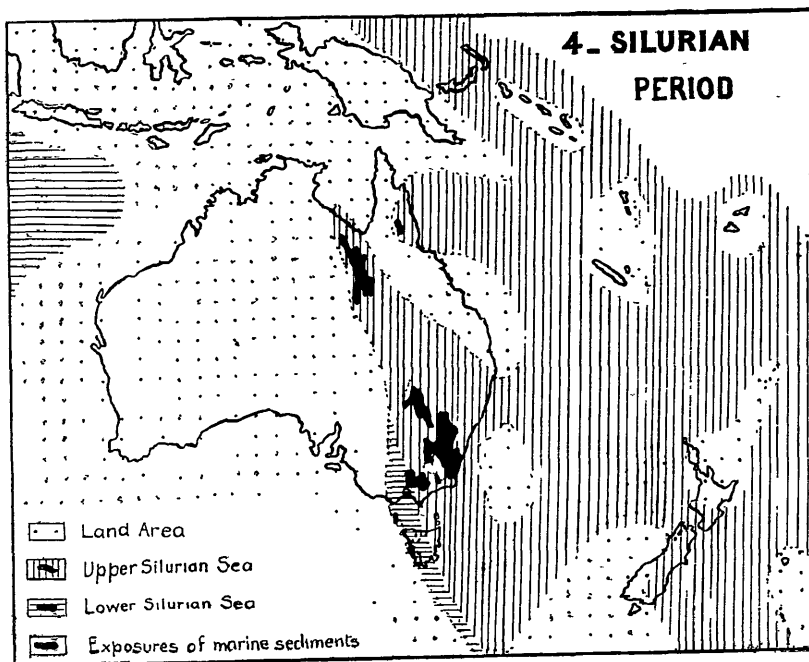 4_ SILURIAN
PERIOD
Land Area
Upper Silurian Sea
Lower Silurian Sea
Exposures of marine sediments